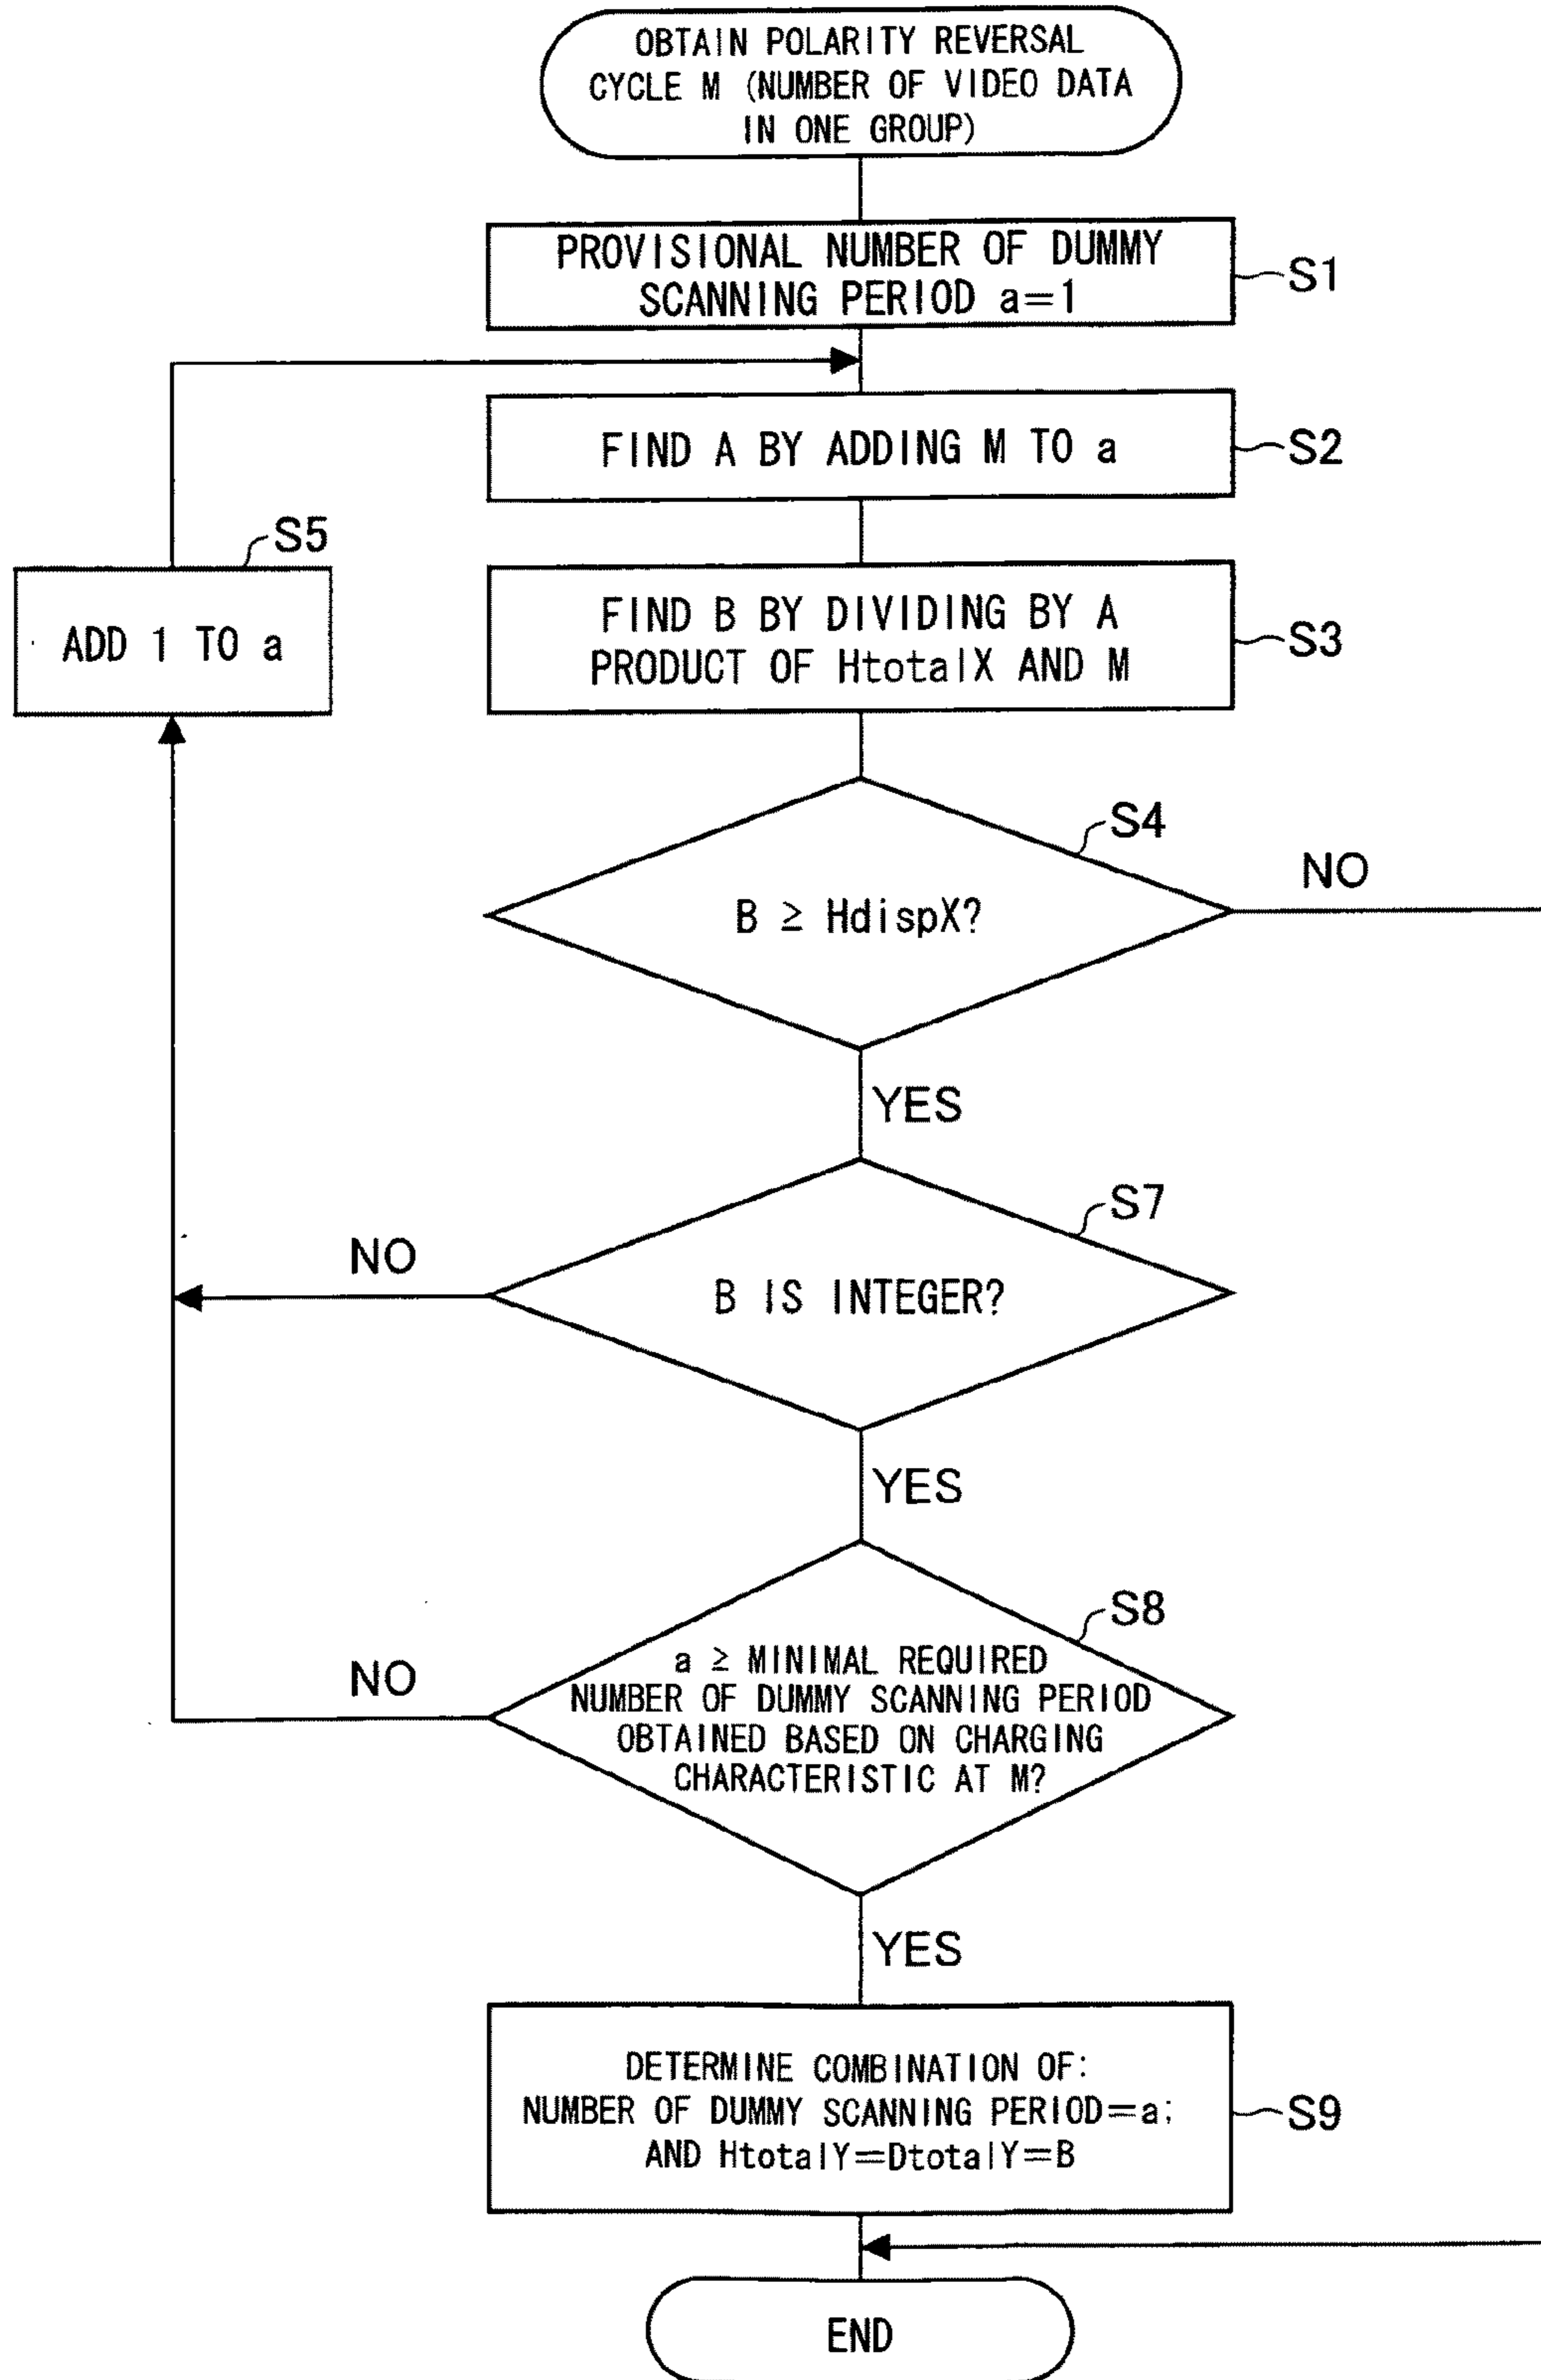 OBTAIN POLARITY REVERSAL
CYCLE M (NUMBER OF VIDEO DATA
IN ONE GROUP)
PROVISIONAL NUMBER OF DUMMY
SCANNING PERIOD a=1
S1
FIND A BY ADDING M TO a
S2
S5
ADD 1 TO a
FIND B BY DIVIDING BY A
PRODUCT OF HtotalX AND M
S3
S4
NO
B ≥ HdispX?
YES
S7
NO
B IS INTEGER?
YES
S8
NO
a ≥ MINIMAL REQUIRED
NUMBER OF DUMMY SCANNING PERIOD
OBTAINED BASED ON CHARGING
CHARACTERISTIC AT M?
YES
DETERMINE COMBINATION OF:
NUMBER OF DUMMY SCANNING PERIOD=a;
AND HtotalY=DtotalY=B
S9
END